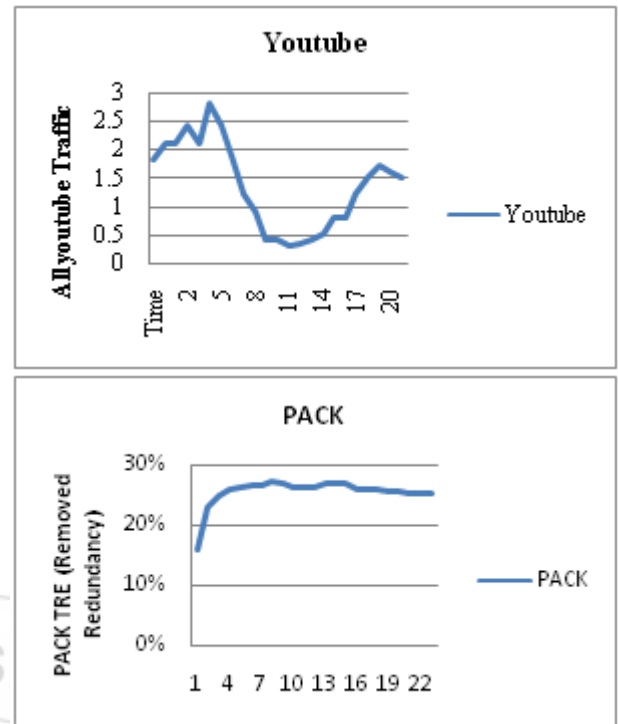 Youtube
Allyoutube Traffic
3
2.5
2
1.5
1
0.5
0
Time 2 5 8 11 14 17 20
Youtube
PACK
PACK TRE (Removed
Redundancy)
30%
20%
10%
0%
1 4 7 10 13 16 19 22
PACK